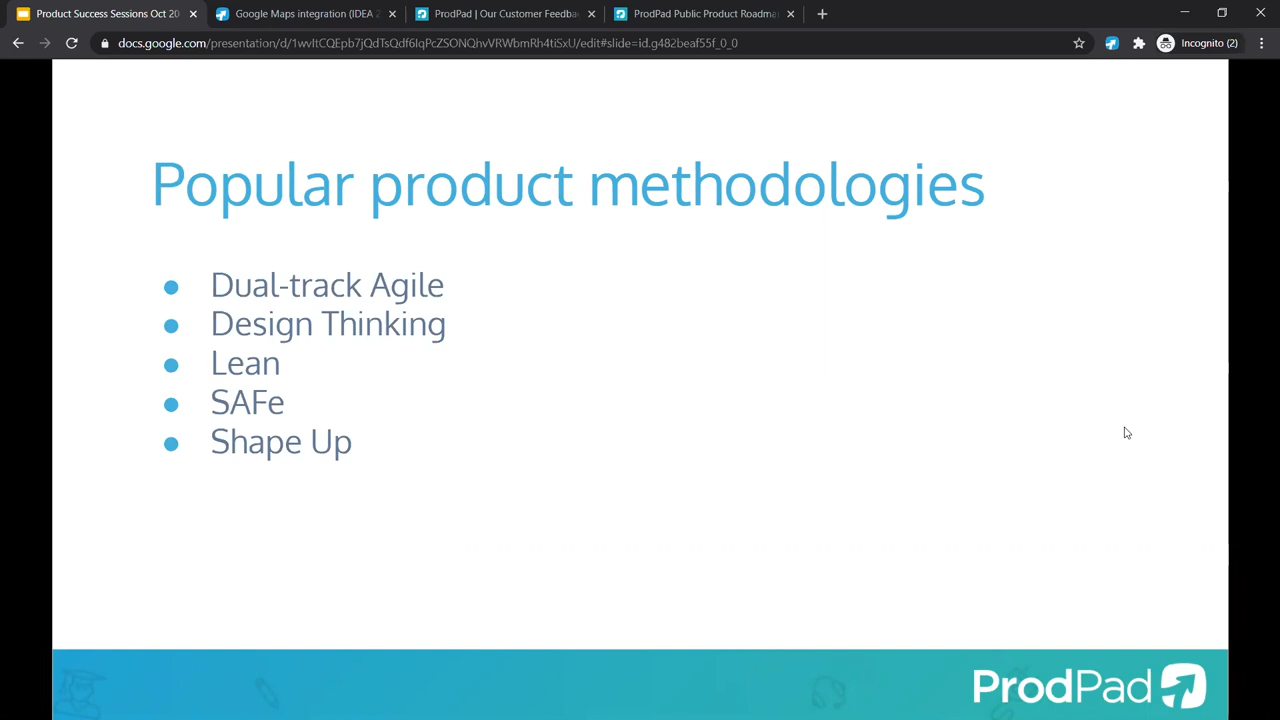 Product Success Sessions Oct 20
Google Maps integration (IDEA 2
ProdPad | Our Customer Feedba
ProdPad Public Product Roadma
docs.google.com/presentation/d/1wvItCQEpb7jQdTsQdf6IqPcZSONQhvVRWbmRh4tiSxU/edit#slide=id.g482beaf55f_0_0
Incognito (2)
Popular product methodologies
● Dual-track Agile
● Design Thinking
● Lean
● SAFe
● Shape Up
ProdPad